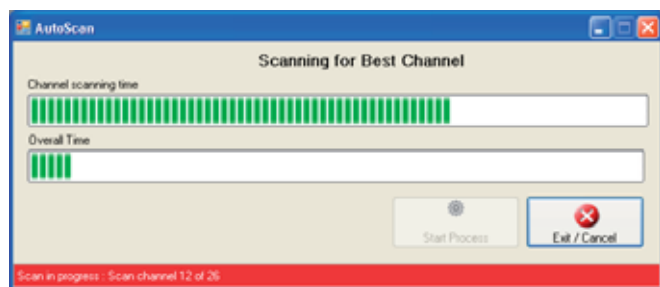 AutoScan
Scanning for Best Channel
Channel scanning time
Overall Time
Start Process
Exit / Cancel
Scan in progress : Scan channel 12 of 26